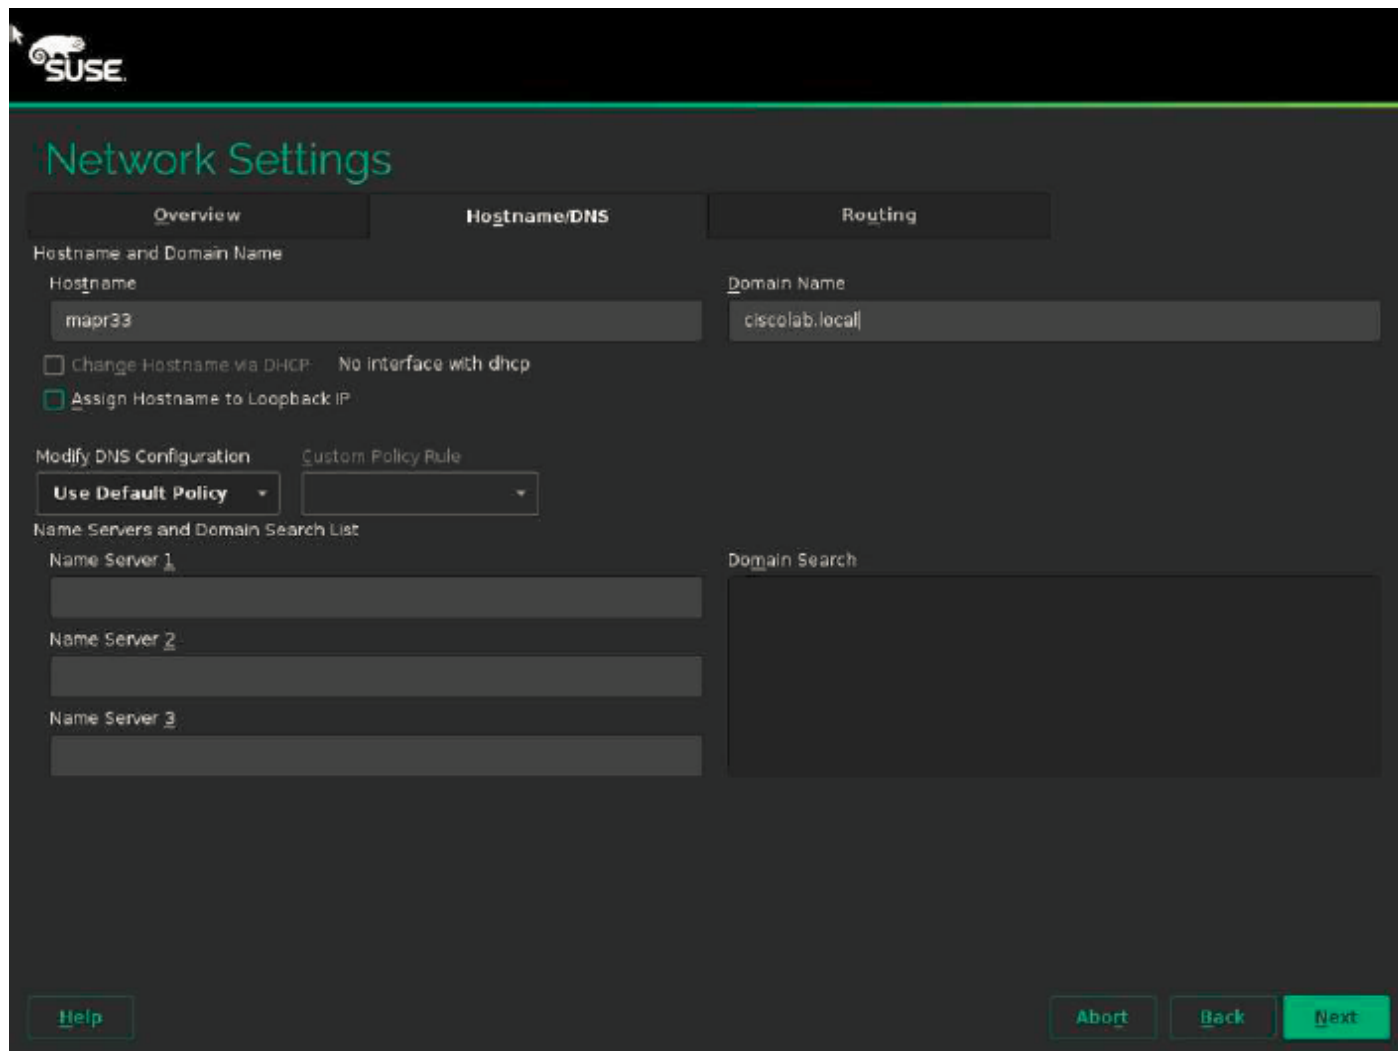 SUSE.
Network Settings
Overview Hostname/DNS Routing
Hostname and Domain Name
Hostname Domain Name
mapr33 ciscolab.local
Change Hostname via DHCP No interface with dhcp
Assign Hostname to Loopback IP
Modify DNS Configuration Custom Policy Rule
Use Default Policy
Name Servers and Domain Search List
Name Server 1 Domain Search
Name Server 2
Name Server 3
Help Abort Back Next